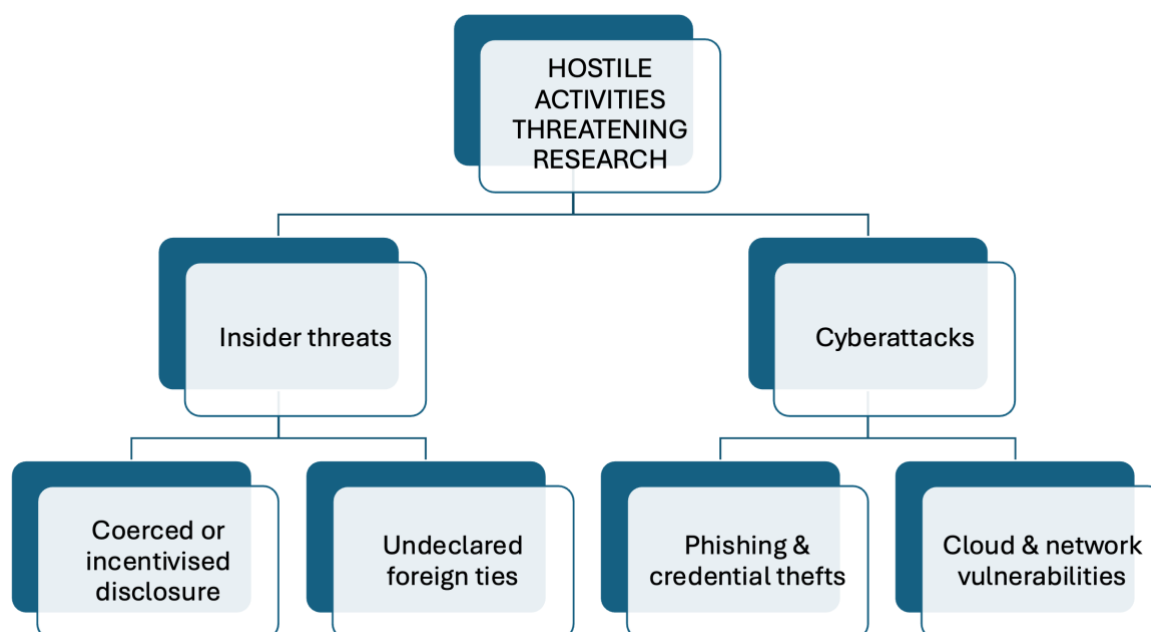 HOSTILE
ACTIVITIES
THREATENING
RESEARCH
Insider threats
Cyberattacks
Coerced or
incentivised
disclosure
Undeclared
foreign ties
Phishing &
credential thefts
Cloud & network
vulnerabilities